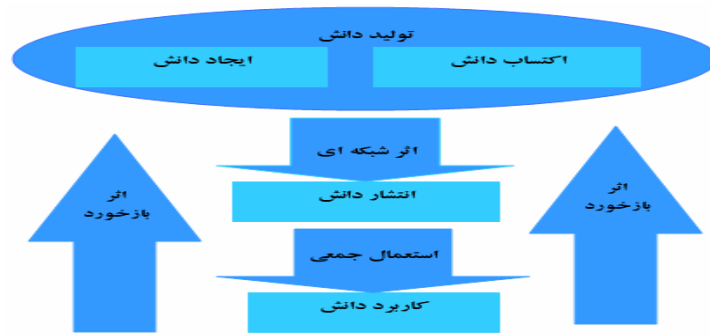 تولید دانش
اکتساب دانش
ایجاد دانش
اثر شبکه ای
انتشار دانش
اثر
بازخورد
اثر
بازخورد
استعمال جمعی
کاربرد دانش